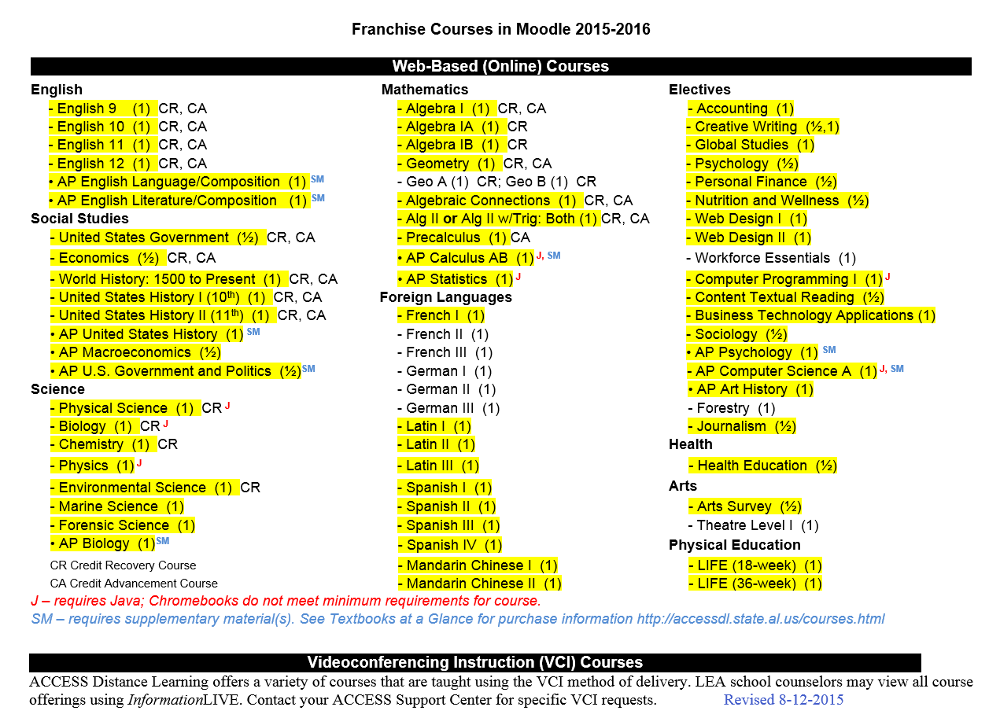 Franchise Courses in Moodle 2015-2016
Web-Based (Online) Courses
English
- English 9 (1) CR, CA
- English 10 (1) CR, CA
- English 11 (1) CR, CA
- English 12 (1) CR, CA
• AP English Language/Composition (1) SM
• AP English Literature/Composition (1) SM
Social Studies
- United States Government (½) CR, CA
- Economics (½) CR, CA
- World History: 1500 to Present (1) CR, CA
- United States History I (10th) (1) CR, CA
- United States History II (11th) (1) CR, CA
• AP United States History (1) SM
• AP Macroeconomics (½)
• AP U.S. Government and Politics (½)SM
Science
- Physical Science (1) CR J
- Biology (1) CR J
- Chemistry (1) CR
- Physics (1) J
- Environmental Science (1) CR
- Marine Science (1)
- Forensic Science (1)
• AP Biology (1)SM
CR Credit Recovery Course
CA Credit Advancement Course
Mathematics
- Algebra I (1) CR, CA
- Algebra IA (1) CR
- Algebra IB (1) CR
- Geometry (1) CR, CA
- Geo A (1) CR; Geo B (1) CR
- Algebraic Connections (1) CR, CA
- Alg II or Alg II w/Trig: Both (1) CR, CA
- Precalculus (1) CA
• AP Calculus AB (1) J, SM
• AP Statistics (1) J
Foreign Languages
- French I (1)
- French II (1)
- French III (1)
- German I (1)
- German II (1)
- German III (1)
- Latin I (1)
- Latin II (1)
- Latin III (1)
- Spanish I (1)
- Spanish II (1)
- Spanish III (1)
- Spanish IV (1)
- Mandarin Chinese I (1)
- Mandarin Chinese II (1)
Electives
- Accounting (1)
- Creative Writing (½,1)
- Global Studies (1)
- Psychology (½)
- Personal Finance (½)
- Nutrition and Wellness (½)
- Web Design I (1)
- Web Design II (1)
- Workforce Essentials (1)
- Computer Programming I (1) J
- Content Textual Reading (½)
- Business Technology Applications (1)
- Sociology (½)
• AP Psychology (1) SM
- AP Computer Science A (1) J, SM
• AP Art History (1)
- Forestry (1)
- Journalism (½)
Health
- Health Education (½)
Arts
- Arts Survey (½)
- Theatre Level I (1)
Physical Education
- LIFE (18-week) (1)
- LIFE (36-week) (1)
J – requires Java; Chromebooks do not meet minimum requirements for course.
SM – requires supplementary material(s). See Textbooks at a Glance for purchase information http://accessdl.state.al.us/courses.html
Videoconferencing Instruction (VCI) Courses
ACCESS Distance Learning offers a variety of courses that are taught using the VCI method of delivery. LEA school counselors may view all course
offerings using InformationLIVE. Contact your ACCESS Support Center for specific VCI requests. Revised 8-12-2015